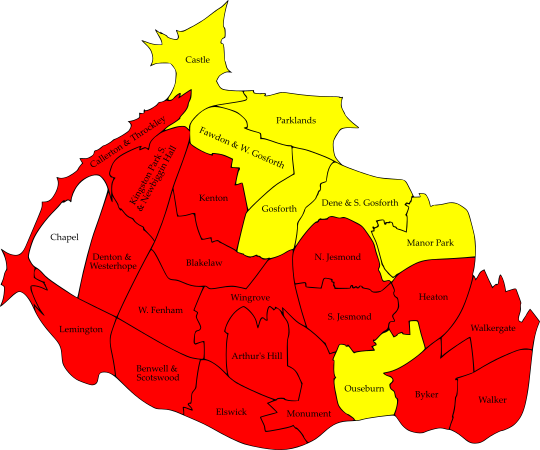 Castle
Parklands
Callerton & Throckley
Fawdon & W. Gosforth
Kingston Park S.
& Newbiggin Hall
Kenton
Gosforth
Dene & S. Gosforth
Chapel
Manor Park
Denton &
Westerhope
Blakelaw
N. Jesmond
Wingrove
Heaton
W. Fenham
S. Jesmond
Lemington
Walkergate
Arthur's Hill
Benwell &
Scotswood
Ouseburn
Byker
Walker
Elswick
Monument